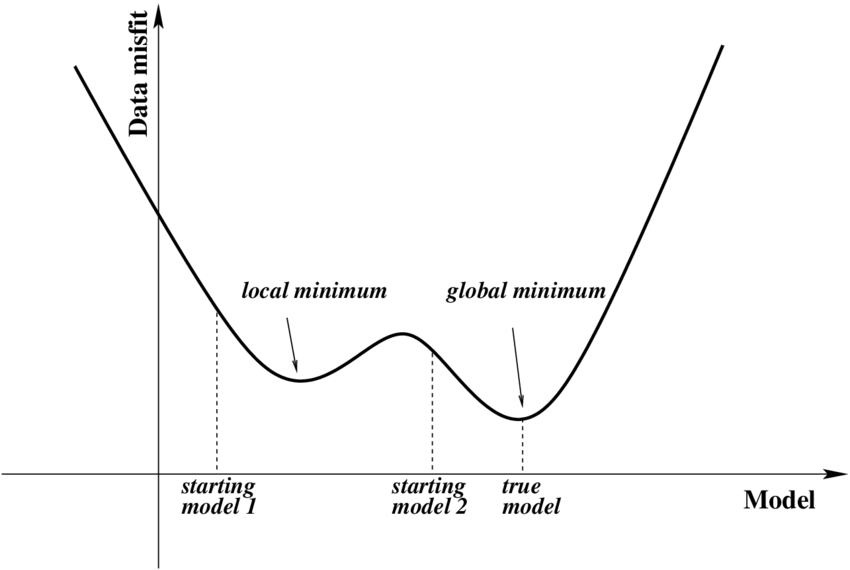 Data misfit
local minimum
global minimum
starting
model 1
starting
model 2
true
model
Model